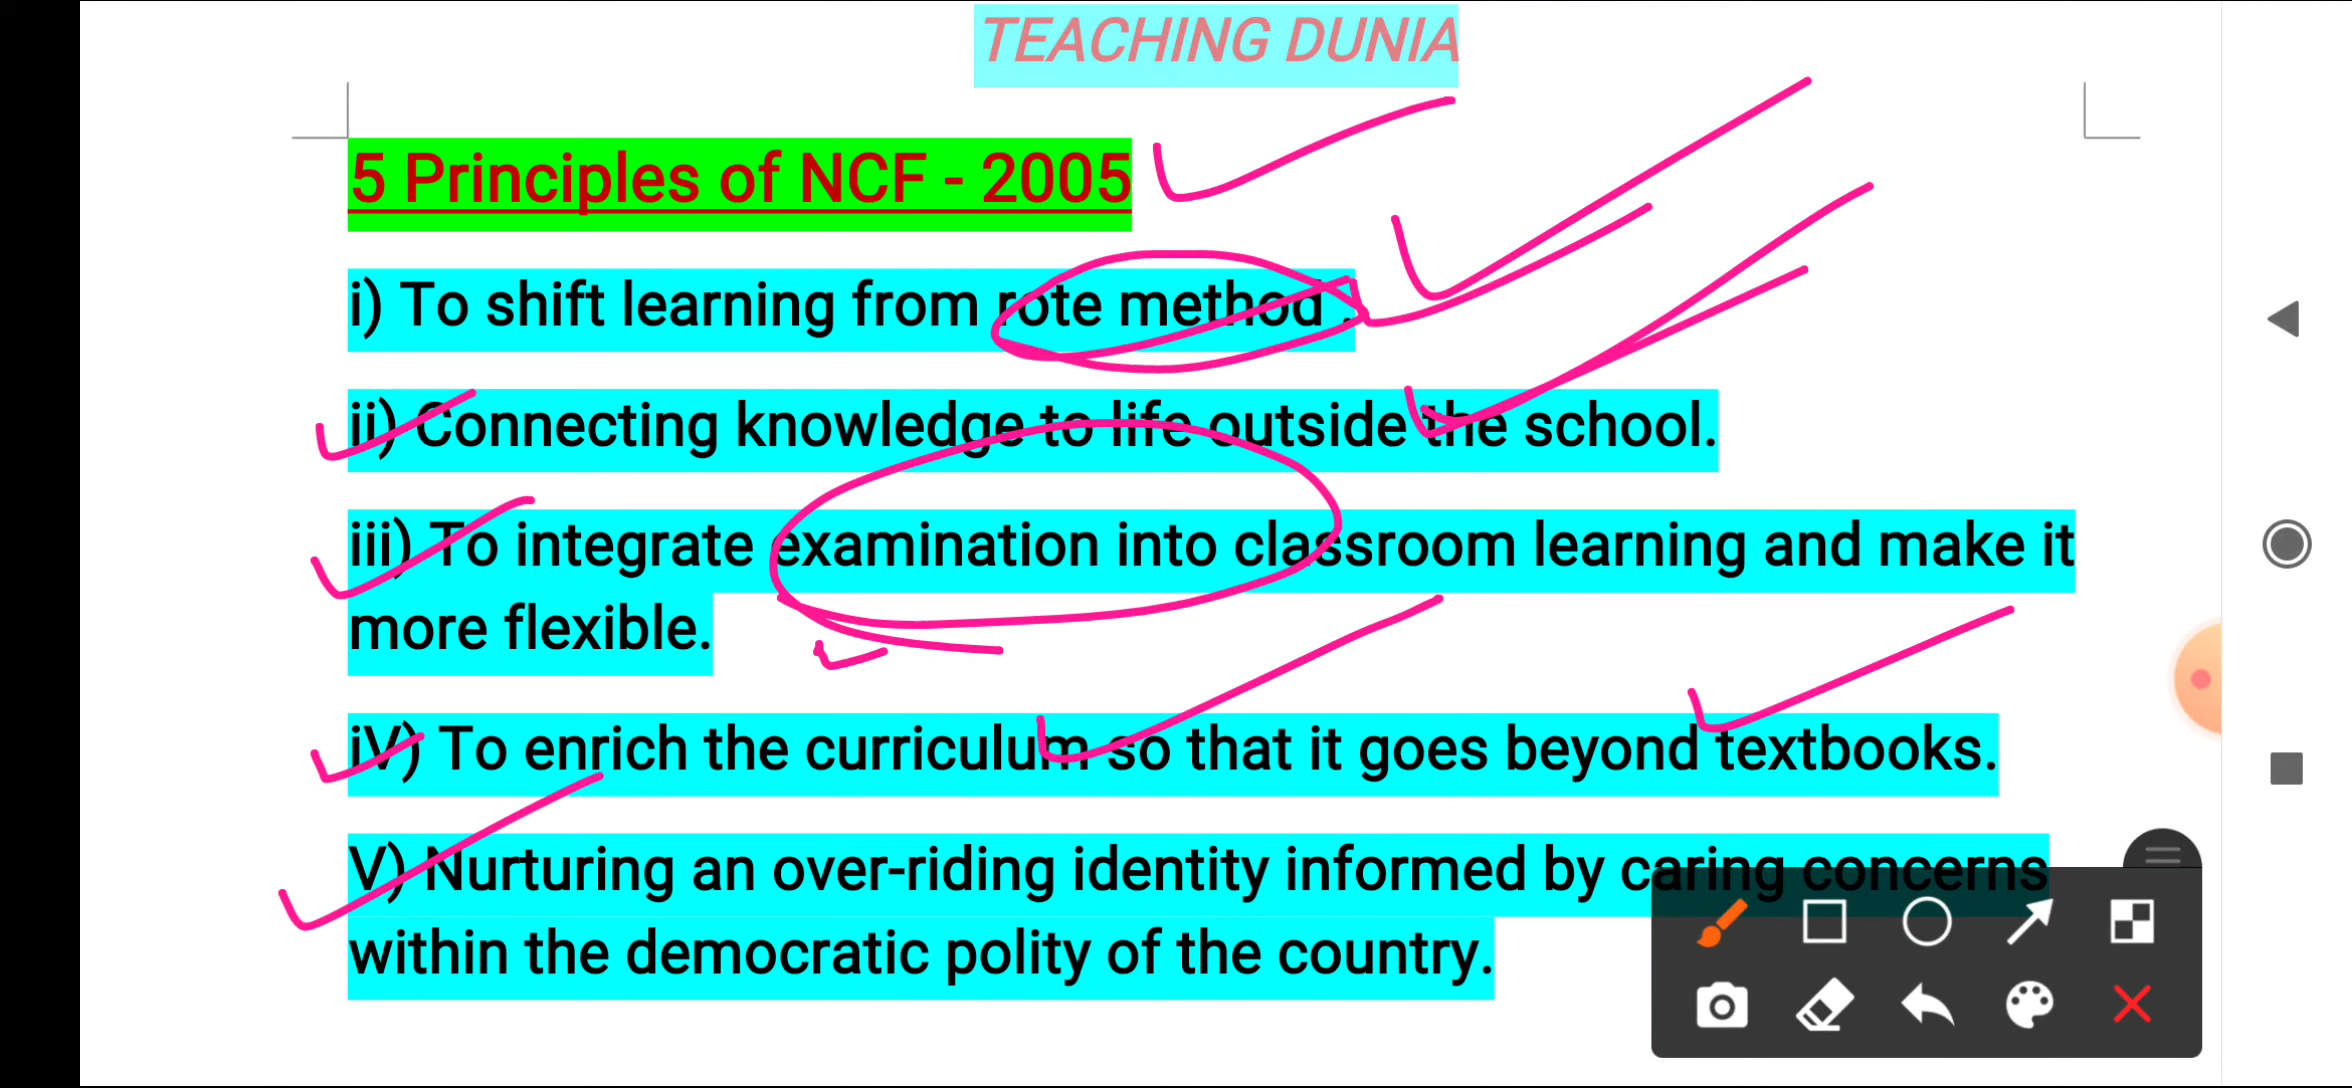 TEACHING DUNIA
5 Principles of NCF - 2005
i) To shift learning from rote method .
ii) Connecting knowledge to life outside the school.
iii) To integrate examination into classroom learning and make it
more flexible.
iV) To enrich the curriculum so that it goes beyond textbooks.
V) Nurturing an over-riding identity informed by caring concerns
within the democratic polity of the country.